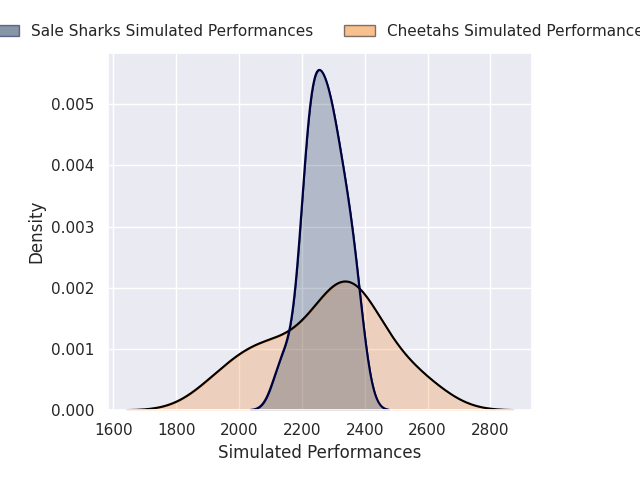 Sale Sharks Simulated Performances Cheetahs Simulated Performance
0.005
0.004
0.003
0.002
0.001
0.000
Density
1600 1800 2000 2200 2400 2600 2800
Simulated Performances